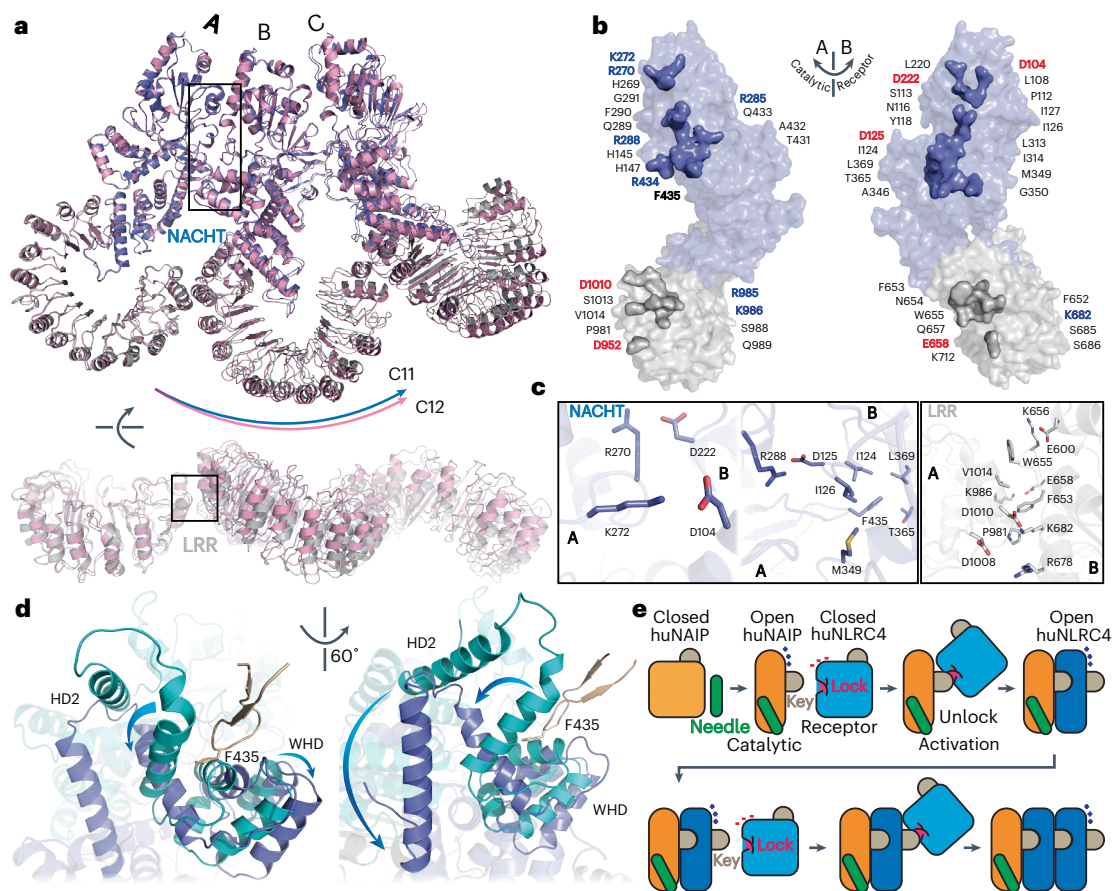 a
A
B
C
NACHT
C11
C12
LRR
b
A
B
Catalytic
Receptor
K272
R270
H269
G291
F290
Q289
R288
H145
H147
R434
F435
R285
Q433
A432
T431
D1010
S1013
V1014
P981
D952
R985
K986
S988
Q989
L220
D222
S113
N116
Y118
D125
I124
L369
T365
A346
D104
L108
P112
I127
I126
L313
I314
M349
G350
F653
N654
W655
Q657
E658
K712
F652
K682
S685
S686
c
NACHT
R270
D222
B
K272
D104
A
B
R288
D125
I124
L369
I126
F435
T365
M349
A
LRR
K656
E600
W655
A
V1014
E658
K986
F653
D1010
P981
K682
D1008
R678
B
d
HD2
F435
WHD
60°
HD2
F435
WHD
e
Closed
huNAIP
Open
huNAIP
Closed
huNLRC4
Open
huNLRC4
Needle
Key
Lock
Catalytic
Receptor
Unlock
Activation
Key
Lock